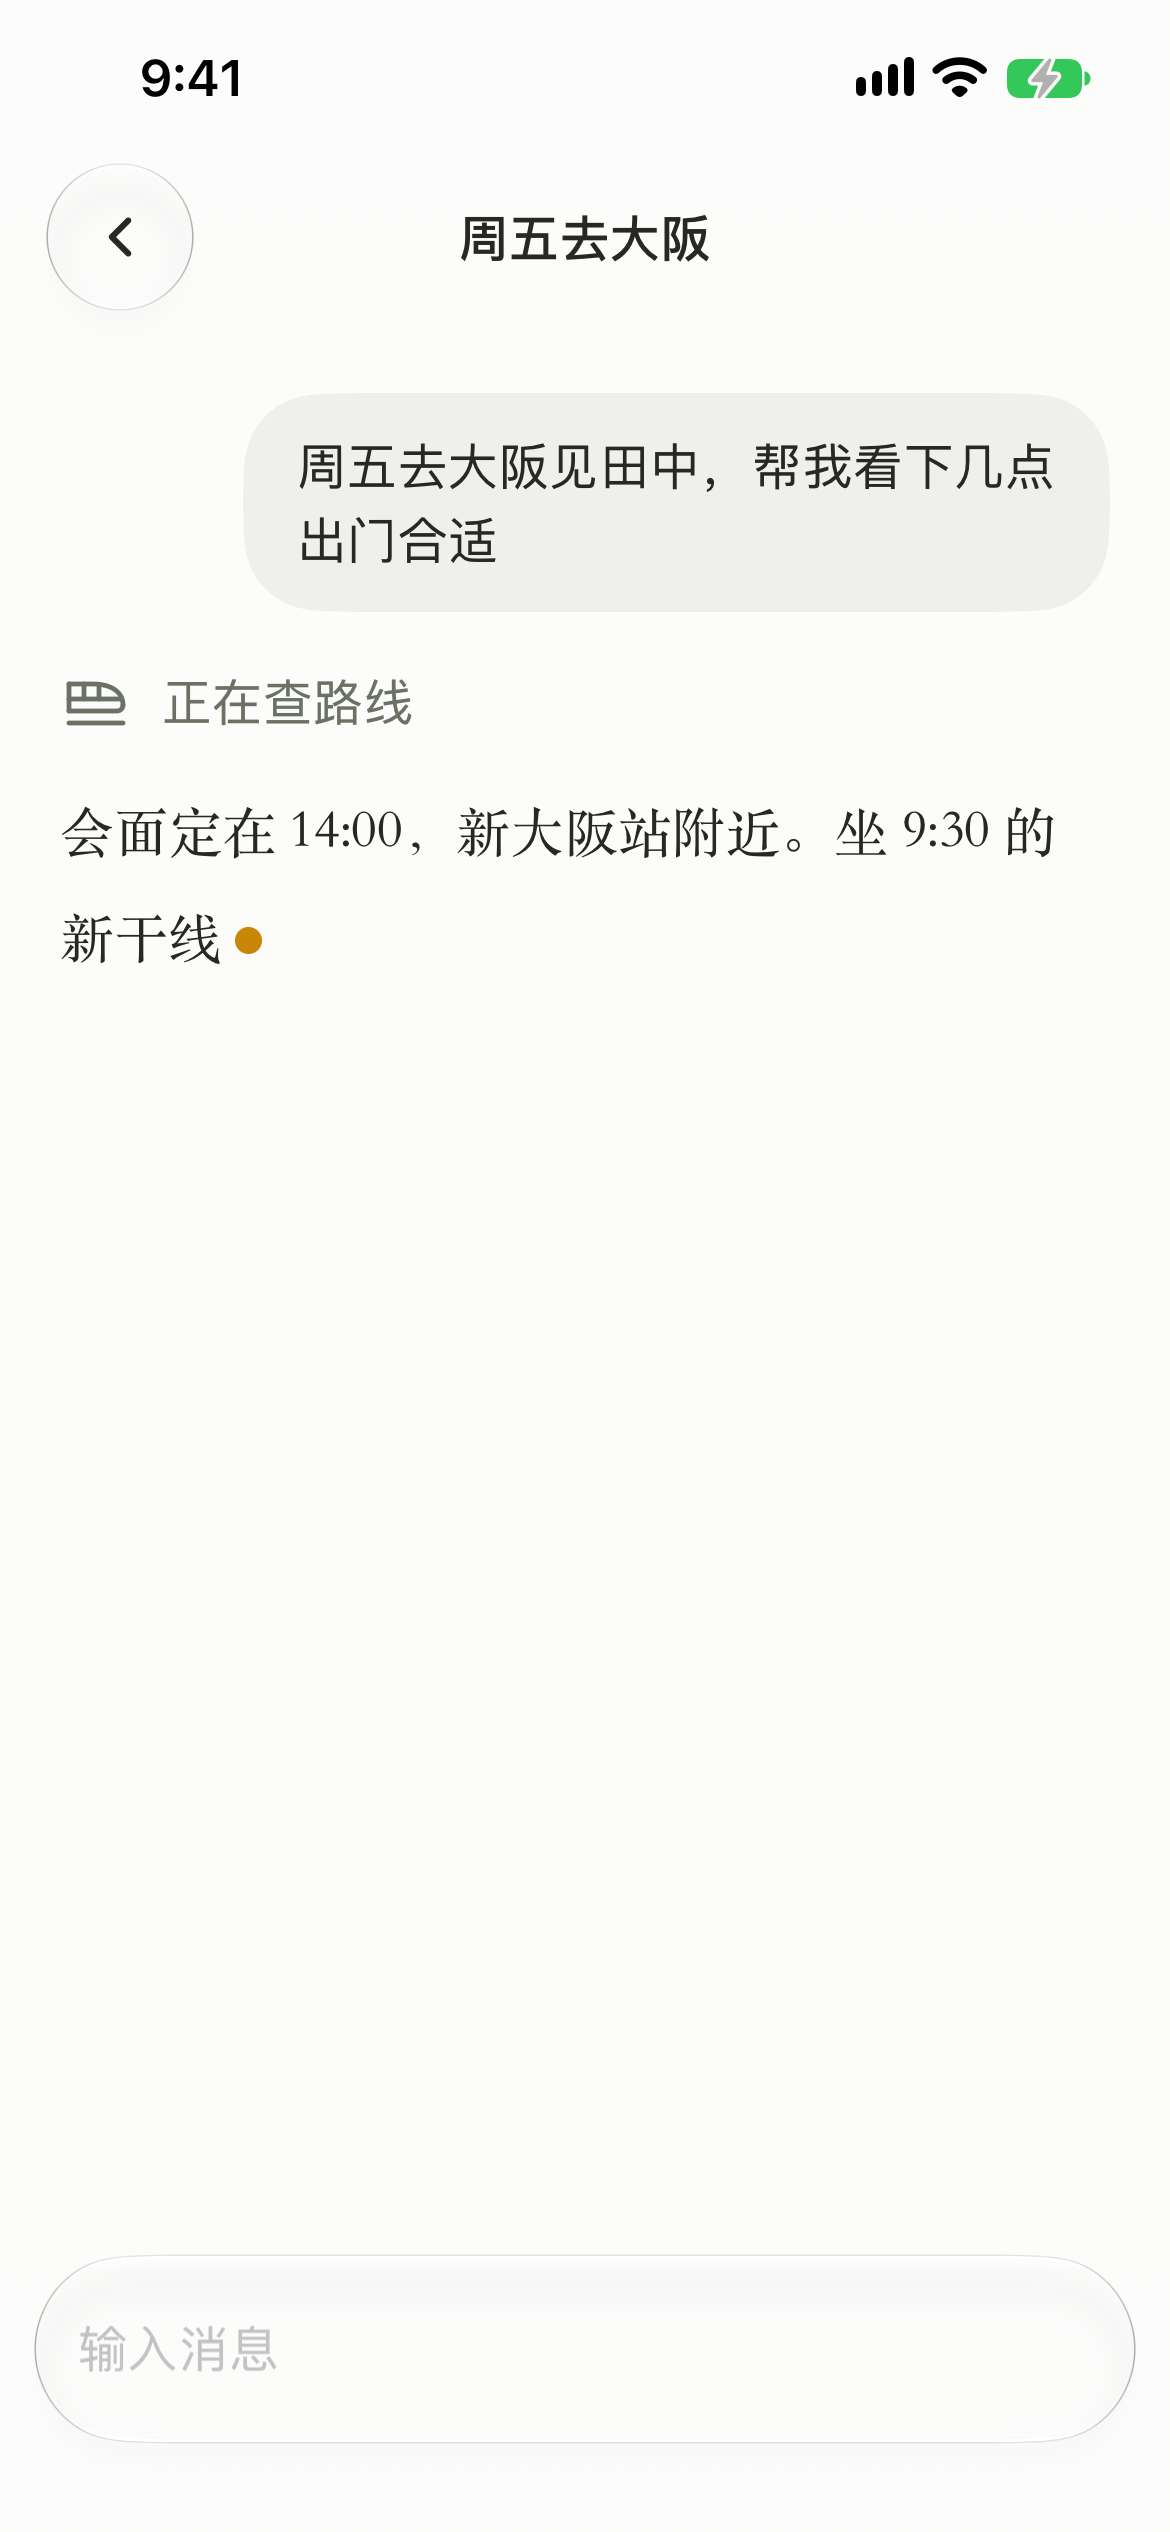 9:41
周五去大阪
周五去大阪见田中，帮我看下几点
出门合适
正在查路线
会面定在 14:00，新大阪站附近。坐 9:30 的
新干线
输入消息